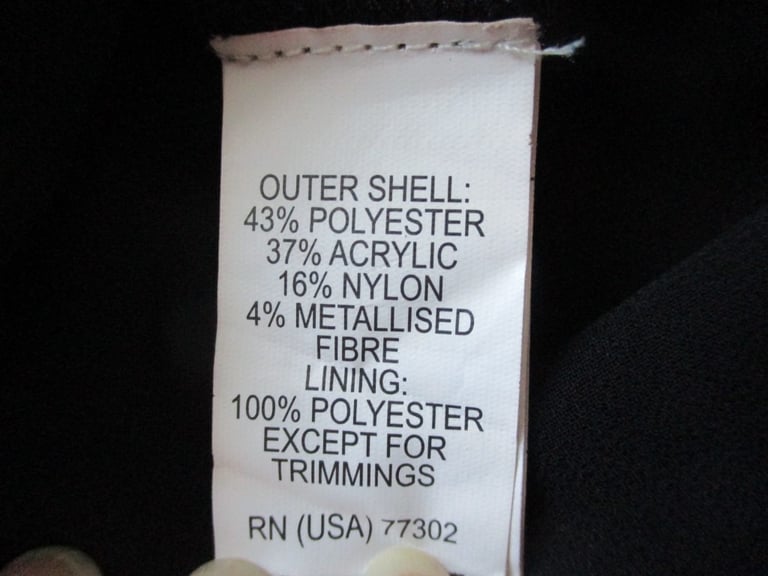 OUTER SHELL:
43% POLYESTER
37% ACRYLIC
16% NYLON
4% METALLISED
FIBRE
LINING:
100% POLYESTER
EXCEPT FOR
TRIMMINGS
RN (USA) 77302